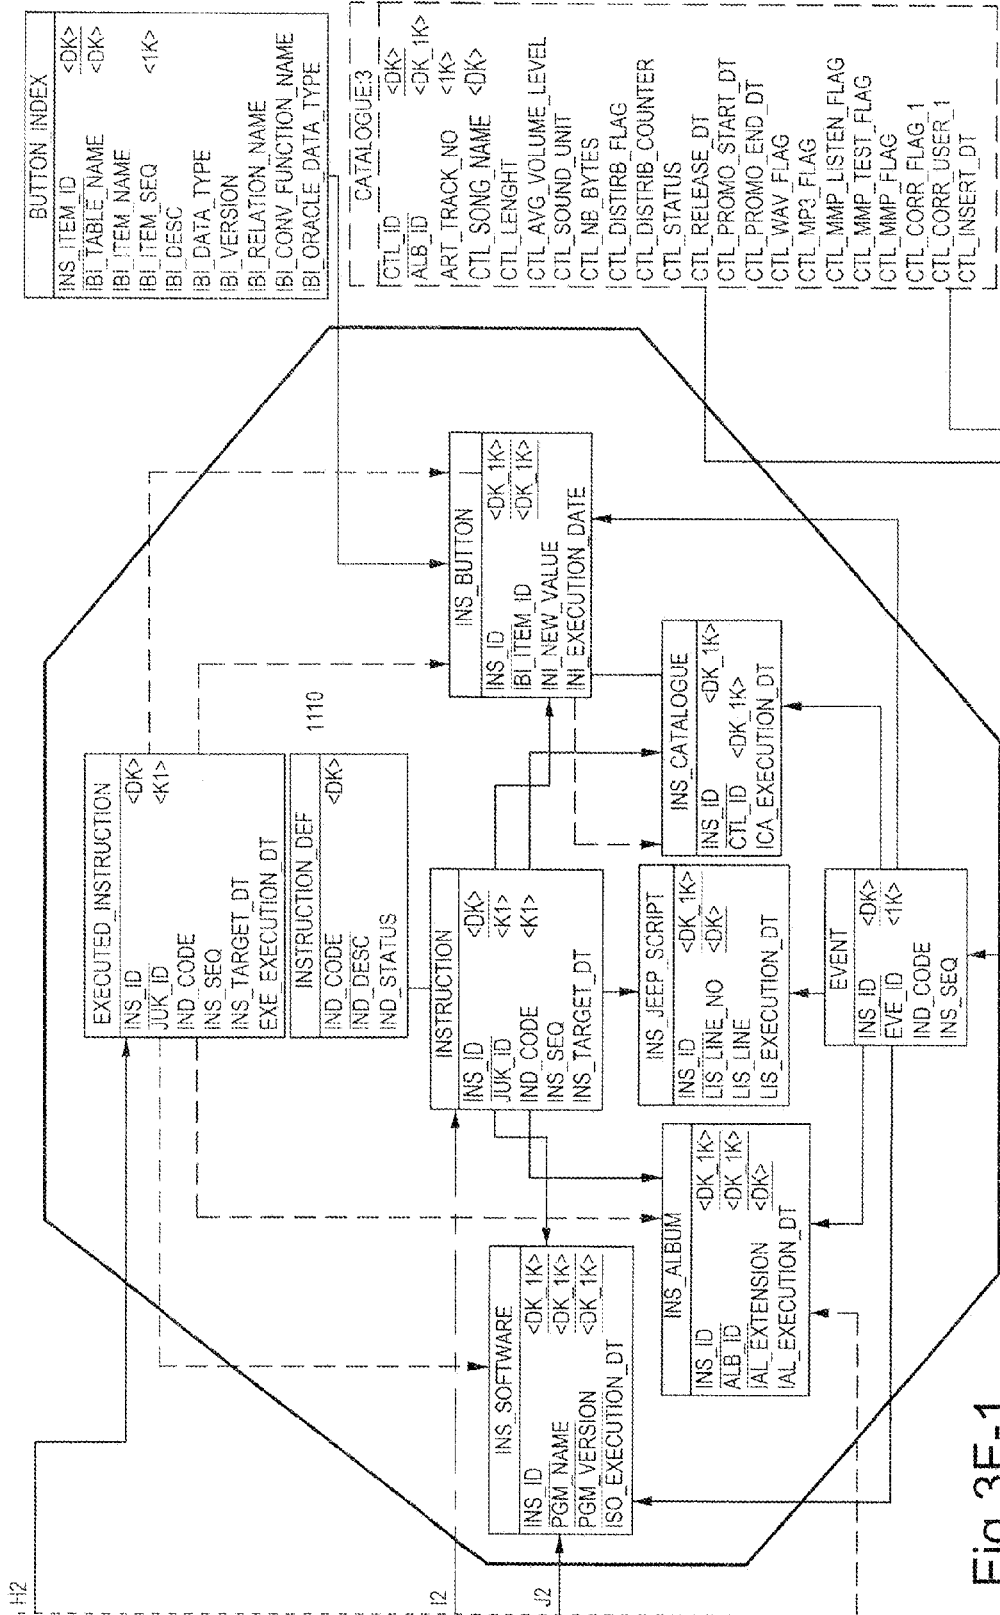 H2
I2
J2
EXECUTED_INSTRUCTION
INS_ID <DK>
JUK_ID <K1>
IND_CODE
INS_SEQ
INS_TARGET_DT
EXE_EXECUTION_DT
INSTRUCTION_DEF
IND_CODE <DK>
IND_DESC
IND_STATUS
1110
INSTRUCTION
INS_ID <DK>
JUK_ID <K1>
IND_CODE <K1>
INS_SEQ
INS_TARGET_DT
INS_SOFTWARE
INS_ID <DK_1K>
PGM_NAME <DK_1K>
PGM_VERSION <DK_1K>
ISO_EXECUTION_DT
INS_ALBUM
INS_ID <DK_1K>
ALB_ID <DK_1K>
IAL_EXTENSION <DK>
IAL_EXECUTION_DT
INS_JEEP_SCRIPT
INS_ID <DK_1K>
LIS_LINE_NO <DK>
LIS_LINE
LIS_EXECUTION_DT
INS_BUTTON
INS_ID <DK_1K>
IBI_ITEM_ID <DK_1K>
INI_NEW_VALUE
INI_EXECUTION_DATE
INS_CATALOGUE
INS_ID <DK_1K>
CTL_ID <DK_1K>
ICA_EXECUTION_DT
EVENT
INS_ID <DK>
EVE_ID <1K>
IND_CODE
INS_SEQ
BUTTON INDEX
INS_ITEM_ID <DK>
IBI_TABLE_NAME <DK>
IBI_ITEM_NAME
IBI_ITEM_SEQ <1K>
IBI_DESC
IBI_DATA_TYPE
IBI_VERSION
IBI_RELATION_NAME
IBI_CONV_FUNCTION_NAME
IBI_ORACLE_DATA_TYPE
CATALOGUE:3
CTL_ID <DK>
ALB_ID <DK_1K>
ART_TRACK_NO <1K>
CTL_SONG_NAME <DK>
CTL_LENGHT
CTL_AVG_VOLUME_LEVEL
CTL_SOUND_UNIT
CTL_NB_BYTES
CTL_DISTIRB_FLAG
CTL_DISTRIB_COUNTER
CTL_STATUS
CTL_RELEASE_DT
CTL_PROMO_START_DT
CTL_PROMO_END_DT
CTL_WAV_FLAG
CTL_MP3_FLAG
CTL_MMP_LISTEN_FLAG
CTL_MMP_TEST_FLAG
CTL_MMP_FLAG
CTL_CORR_FLAG_1
CTL_CORR_USER_1
CTL_INSERT_DT
Fig.3E-1